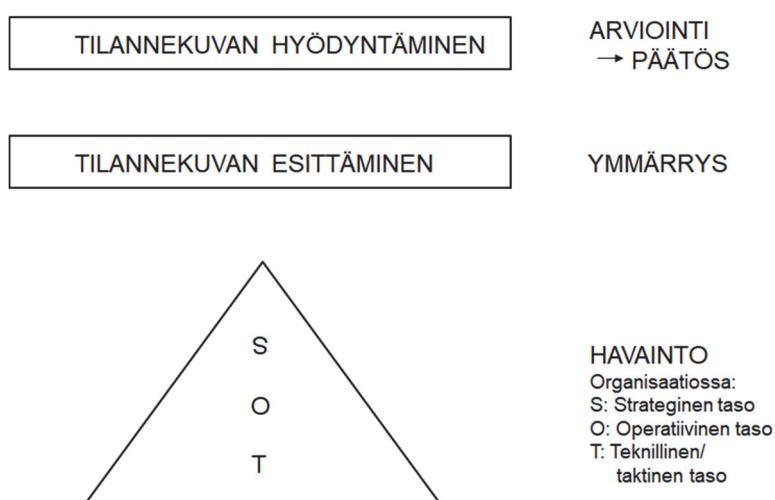 TILANNEKUVAN HYÖDYNTÄMINEN
ARVIOINTI
→ PÄÄTÖS
TILANNEKUVAN ESITTÄMINEN
YMMÄRRYS
S
O
T
HAVAINTO
Organisaatiossa:
S: Strateginen taso
O: Operatiivinen taso
T: Teknillinen/
taktinen taso